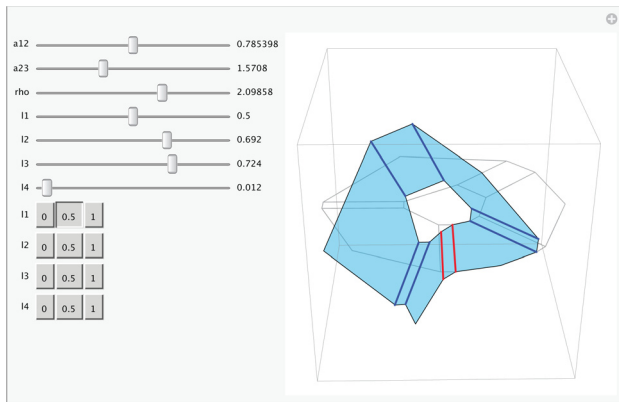 a12 0.785398
a23 1.5708
rho 2.09858
l1 0.5
l2 0.692
l3 0.724
l4 0.012
l1 0 0.5 1
l2 0 0.5 1
l3 0 0.5 1
l4 0 0.5 1